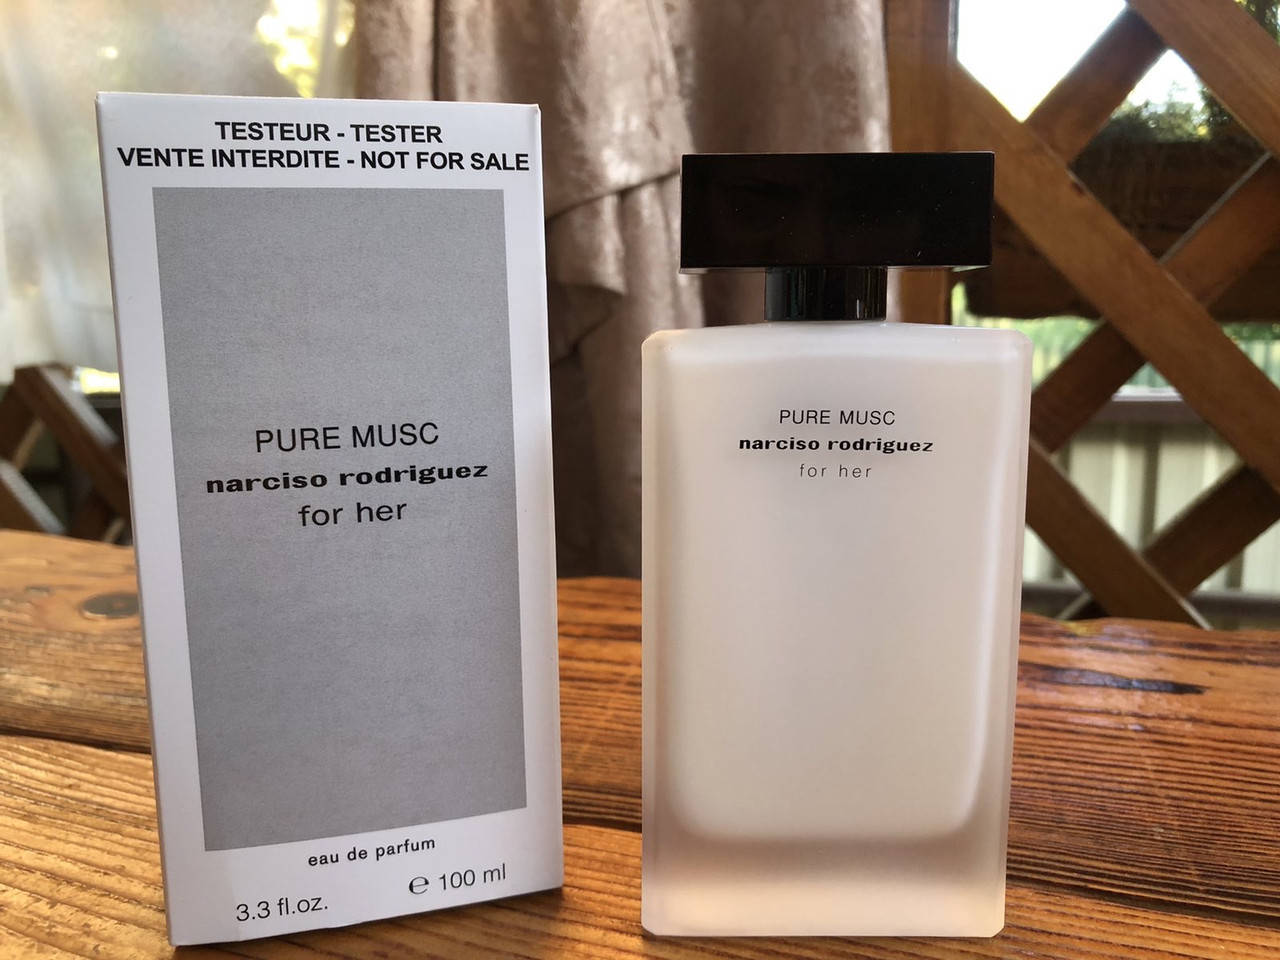 TESTEUR - TESTER
VENTE INTERDITE - NOT FOR SALE
PURE MUSC
narciso rodriguez
for her
eau de parfum
3.3 fl.oz. ℮ 100 ml
PURE MUSC
narciso rodriguez
for her